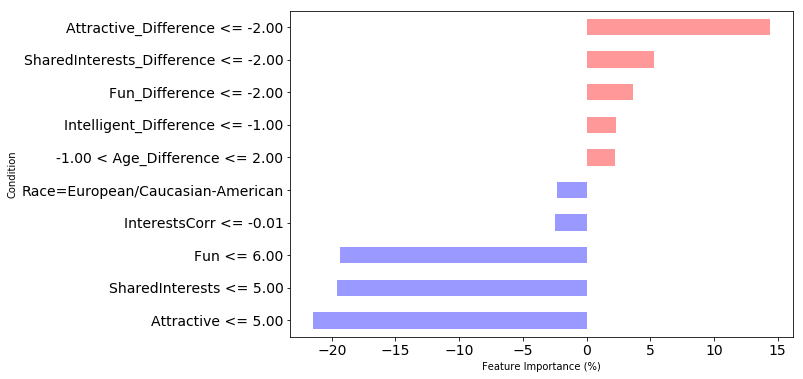 Attractive_Difference <= -2.00
SharedInterests_Difference <= -2.00
Fun_Difference <= -2.00
Intelligent_Difference <= -1.00
-1.00 < Age_Difference <= 2.00
Race=European/Caucasian-American
InterestsCorr <= -0.01
Fun <= 6.00
SharedInterests <= 5.00
Attractive <= 5.00
Condition
−20 −15 −10 −5 0 5 10 15
Feature Importance (%)